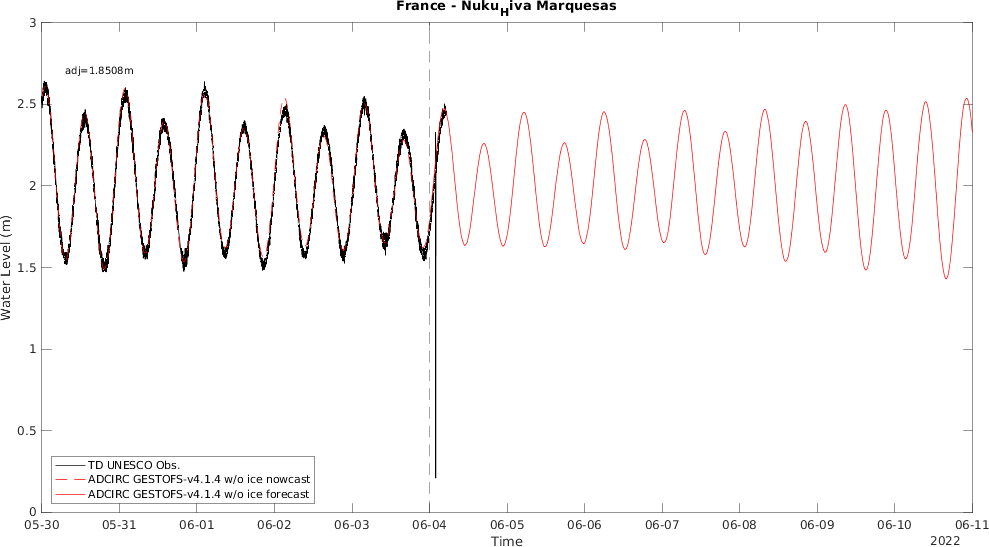 France - Nuku_Hiva Marquesas
adj=1.8508m
3
2.5
2
1.5
1
0.5
0
Water Level (m)
TD UNESCO Obs.
ADCIRC GESTOFS-v4.1.4 w/o ice nowcast
ADCIRC GESTOFS-v4.1.4 w/o ice forecast
05-30 05-31 06-01 06-02 06-03 06-04 06-05 06-06 06-07 06-08 06-09 06-10 06-11
Time
2022